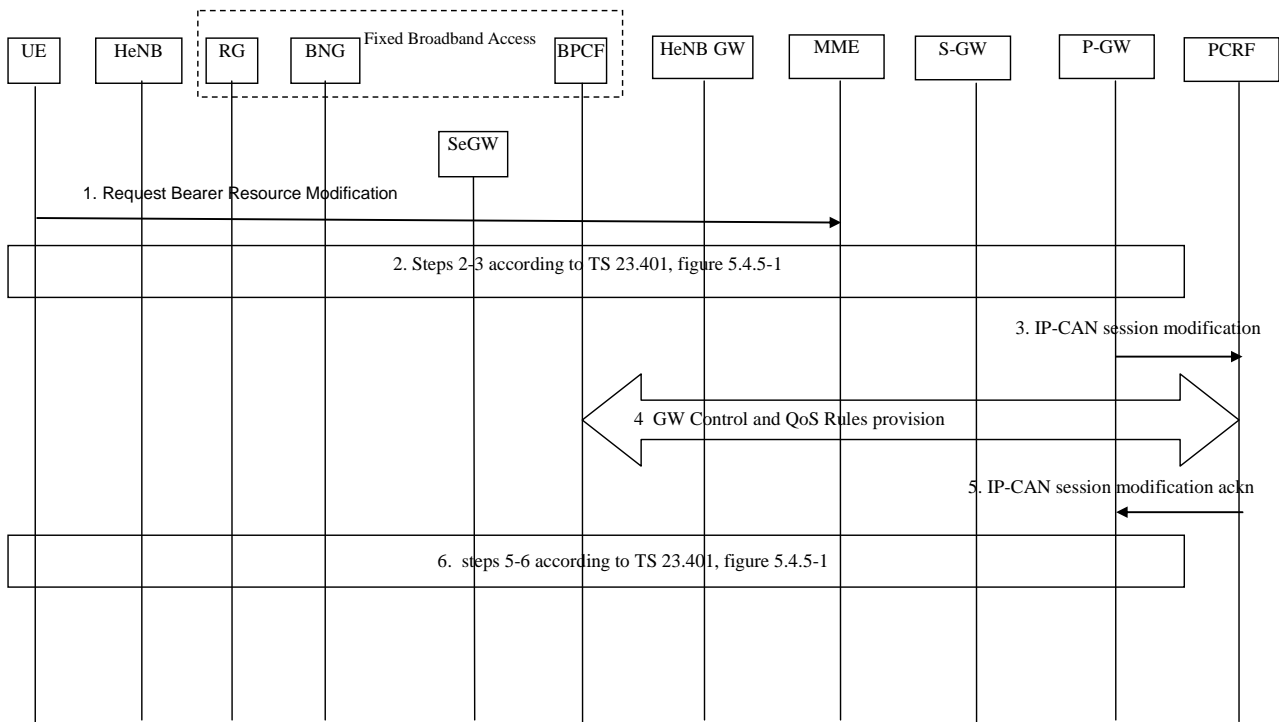 Fixed Broadband Access
UE
HeNB
RG
BNG
BPCF
HeNB GW
MME
S-GW
P-GW
PCRF
SeGW
1. Request Bearer Resource Modification
2. Steps 2-3 according to TS 23.401, figure 5.4.5-1
3. IP-CAN session modification
4 GW Control and QoS Rules provision
5. IP-CAN session modification ackn
6. steps 5-6 according to TS 23.401, figure 5.4.5-1